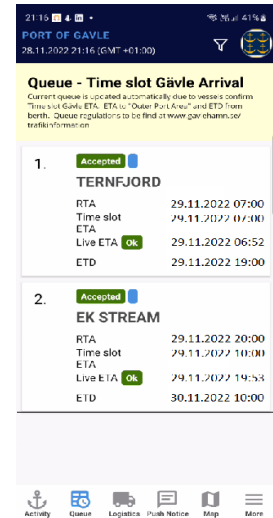 21:16
41%
PORT OF GAVLE
28.11.2022 21:16 (GMT +01:00)
Queue - Time slot Gävle Arrival
Current queue is updated automatically due to vessels confirm
Time slot Gävle ETA. ETA to "Outer Port Area" and ETD from
berth. Queue regulations to be find at www.gavlehamn.se/
trafikinformation
1.
Accepted
TERNFJORD
RTA 29.11.2022 07:00
Time slot 29.11.2022 07:00
ETA
Live ETA Ok 29.11.2022 06:52
ETD 29.11.2022 19:00
2.
Accepted
EK STREAM
RTA 29.11.2022 20:00
Time slot 29.11.2022 10:00
ETA
Live ETA Ok 29.11.2022 19:53
ETD 30.11.2022 10:00
Activity Queue Logistics Push Notice Map More